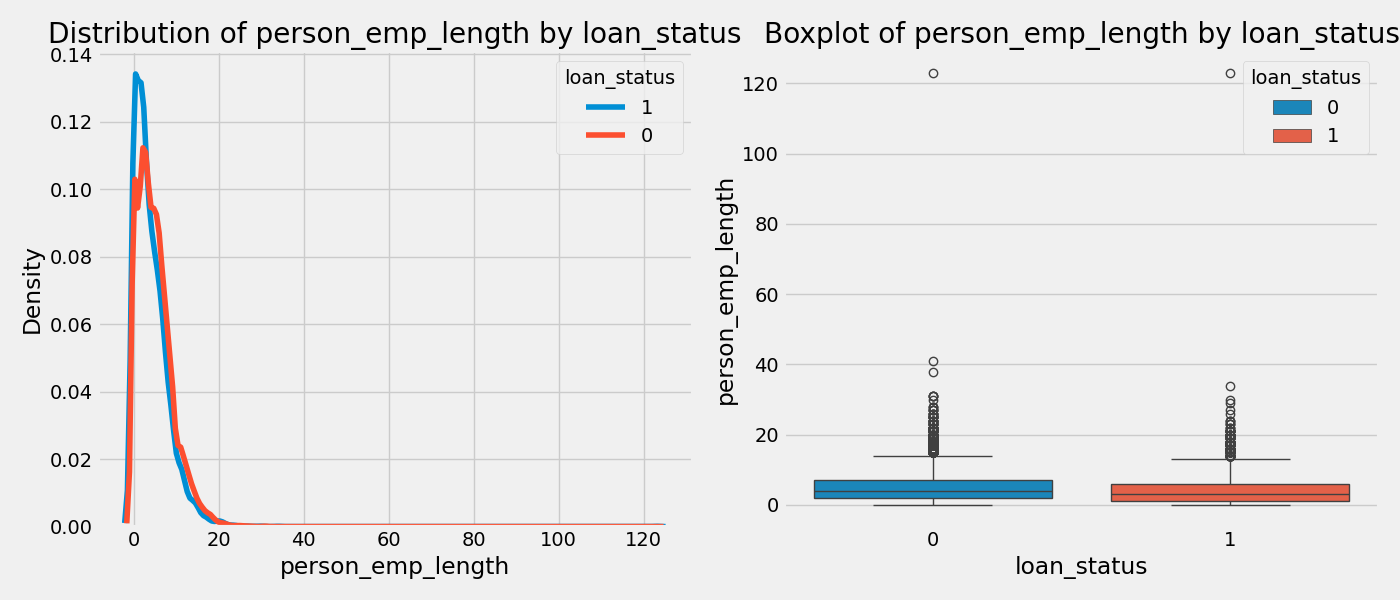 Distribution of person_emp_length by loan_status
0.14
0.12
0.10
0.08
0.06
0.04
0.02
0.00
Density
loan_status
1
0
0 20 40 60 80 100 120
person_emp_length
Boxplot of person_emp_length by loan_status
120
100
80
60
40
20
0
person_emp_length
loan_status
0
1
0 1
loan_status